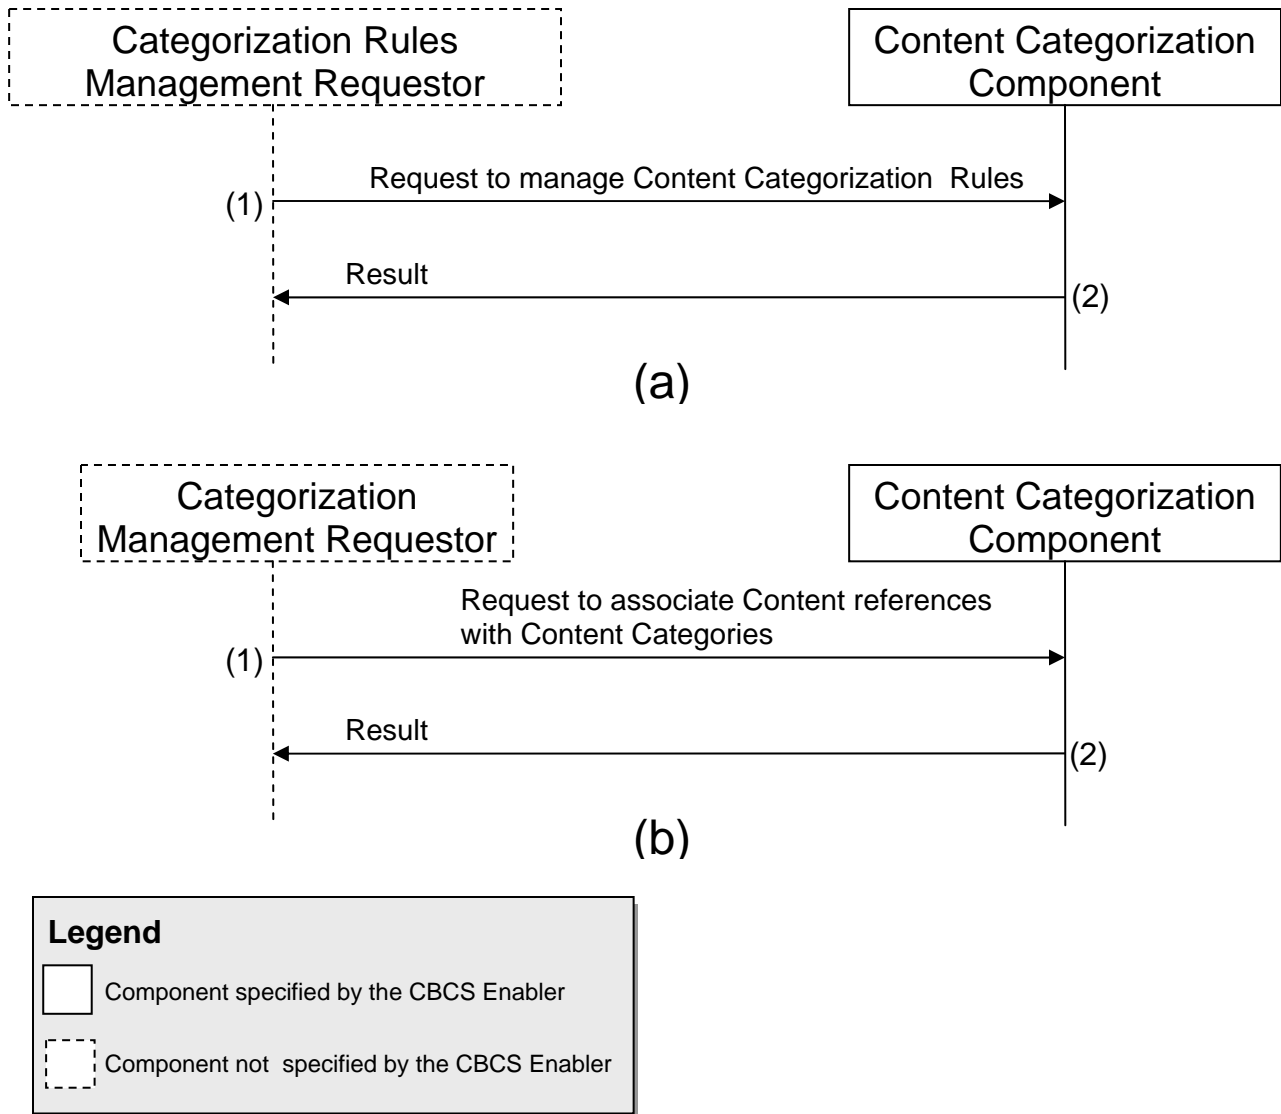 Categorization Rules
Management Requestor
Content Categorization
Component
Request to manage Content Categorization  Rules
(1)
Result
(2)
(a)
Categorization
Management Requestor
Content Categorization
Component
Request to associate Content references
with Content Categories
(1)
Result
(2)
(b)
Legend
Component specified by the CBCS Enabler
Component not  specified by the CBCS Enabler